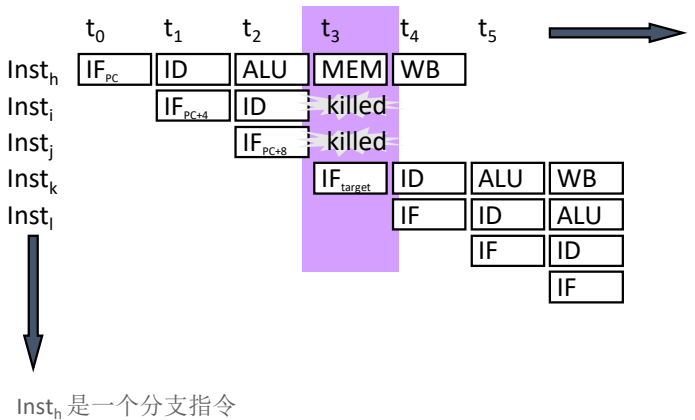 t0 t1 t2 t3 t4 t5
Insth IFPC ID ALU MEM WB
Insti IFPC+4 ID killed
Instj IFPC+8 killed
Instk IFtarget ID ALU WB
Instl IF ID ALU
IF ID
IF
Insth 是一个分支指令